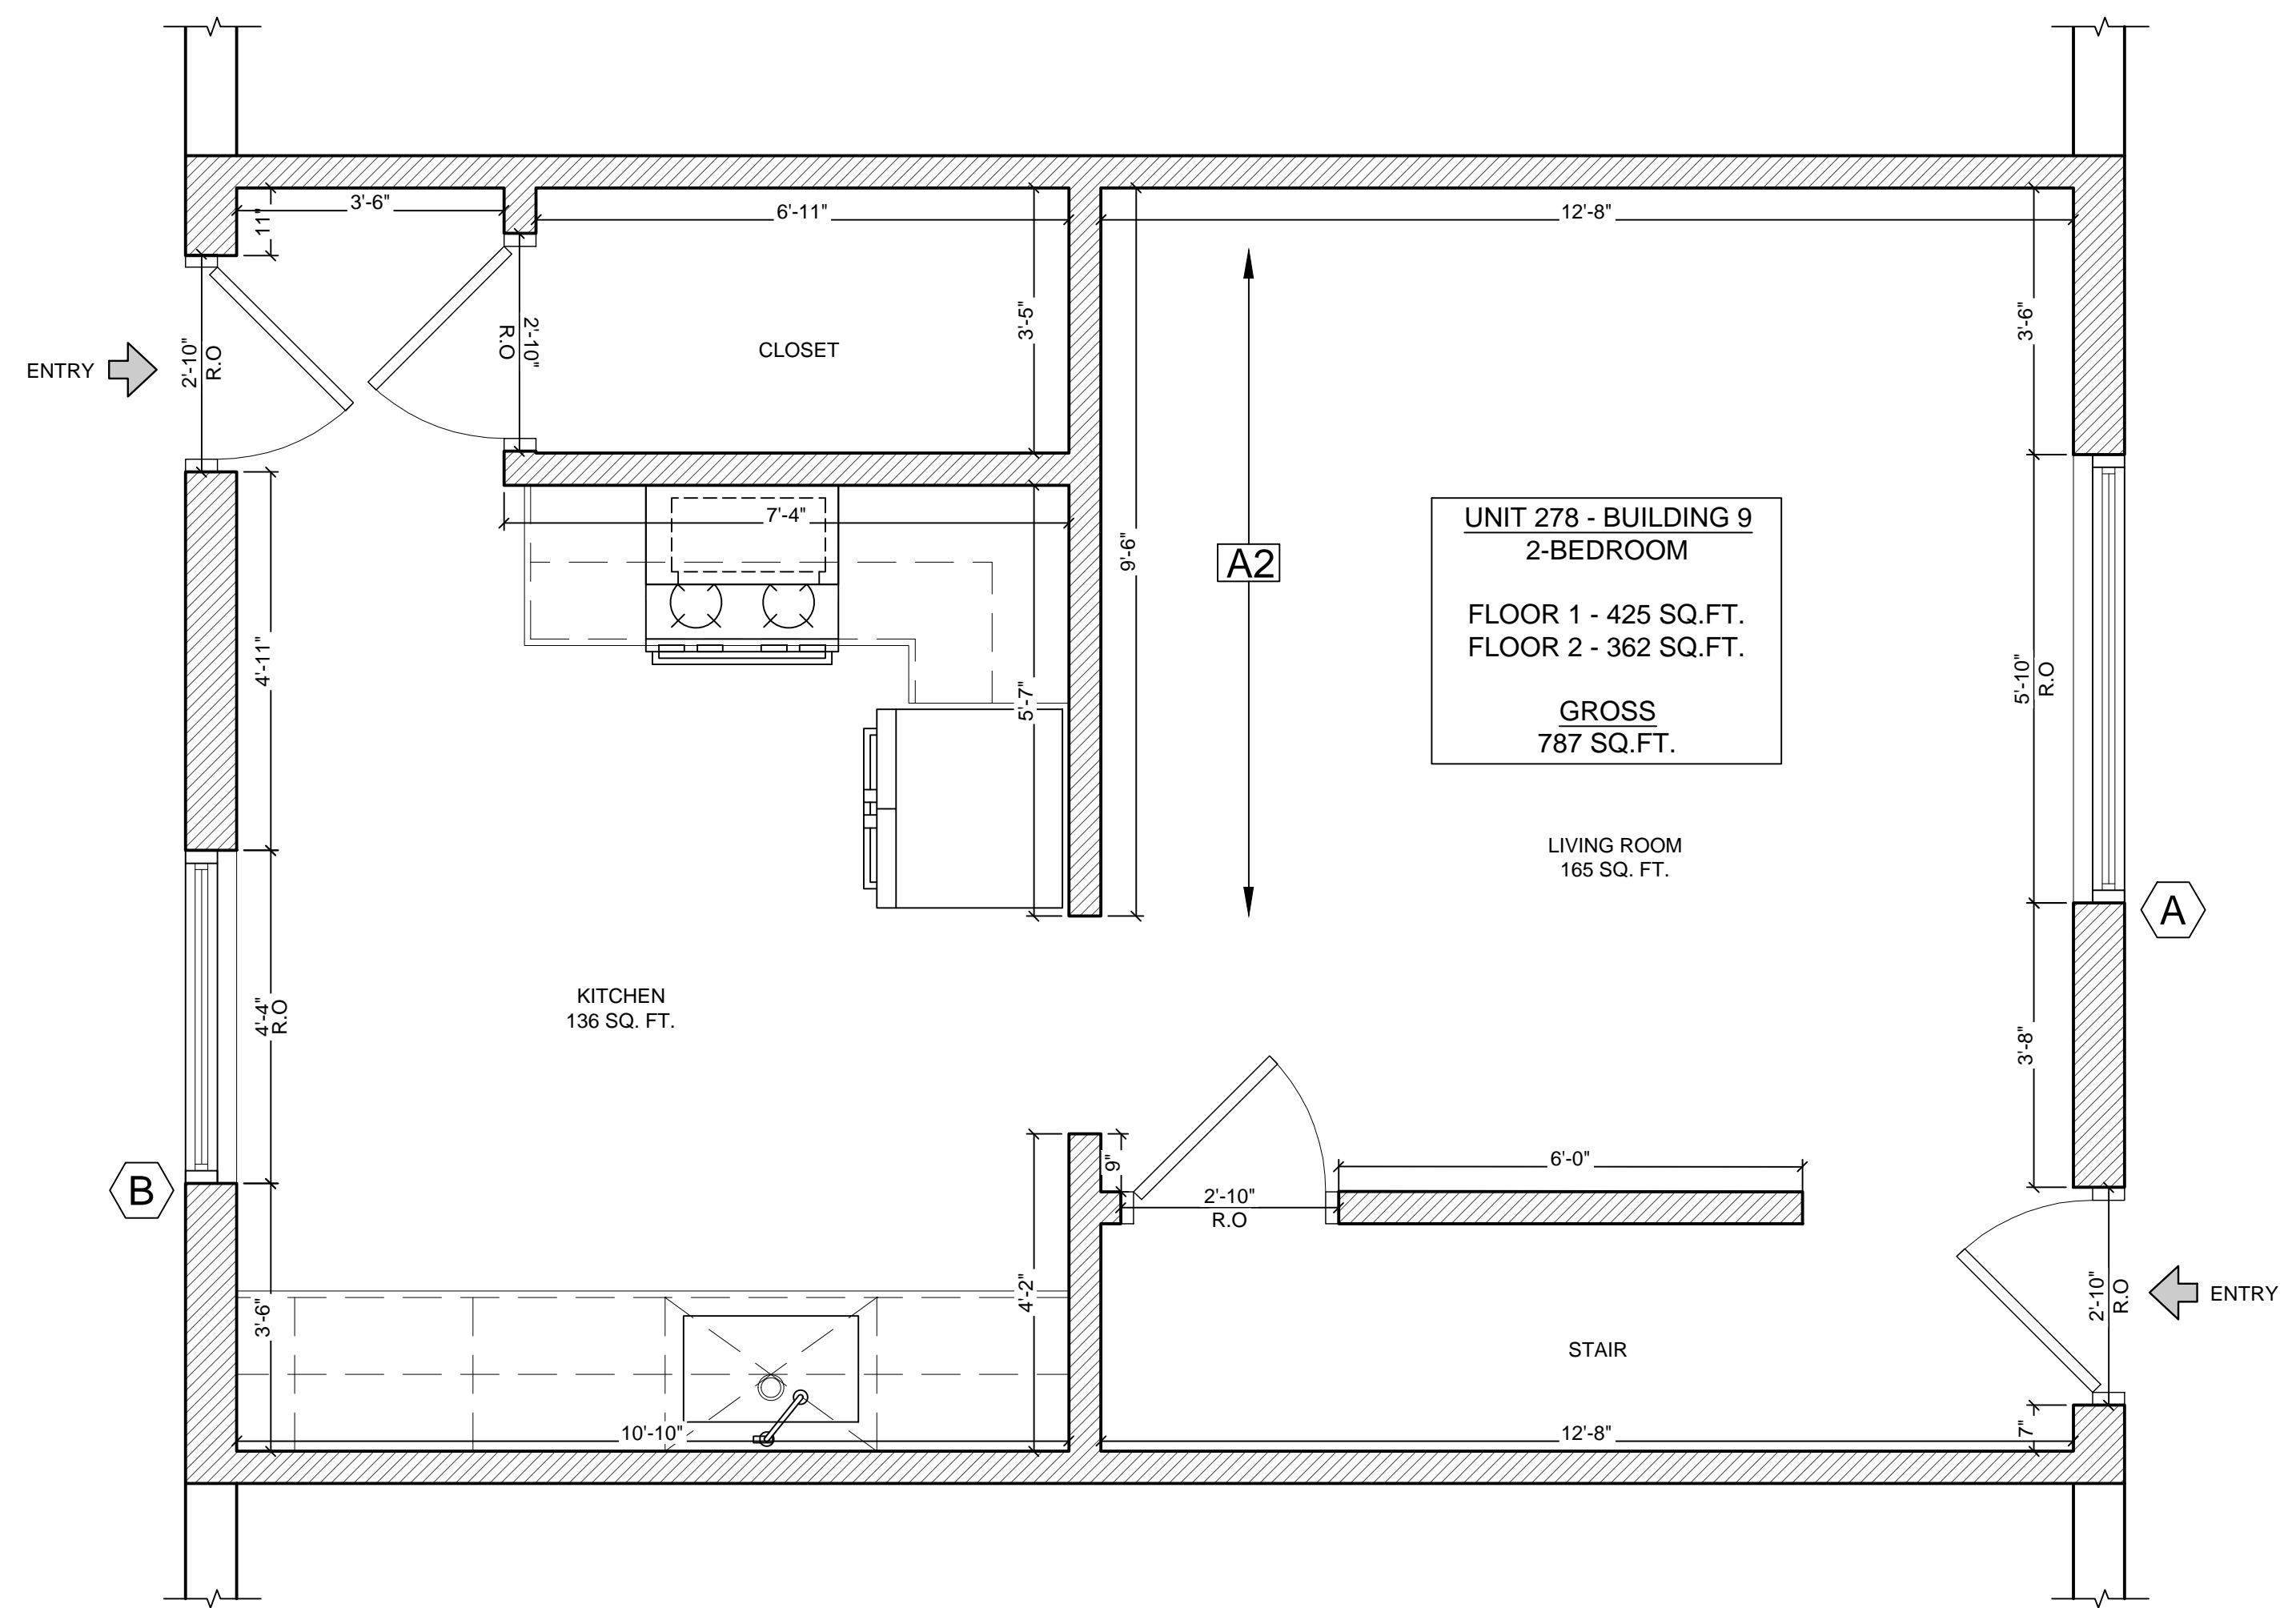 3'-6"
11"
6'-11"
12'-8"
2'-10"
R.O
ENTRY
2'-10"
R.O
CLOSET
3'-5"
3'-6"
7'-4"
9'-6"
A2
UNIT 278 - BUILDING 9
2-BEDROOM
FLOOR 1 - 425 SQ.FT.
FLOOR 2 - 362 SQ.FT.
GROSS
787 SQ.FT.
4'-11"
5'-7"
5'-10"
R.O
LIVING ROOM
165 SQ. FT.
A
KITCHEN
136 SQ. FT.
4'-4"
R.O
3'-8"
B
9"
6'-0"
2'-10"
R.O
3'-6"
4'-2"
2'-10"
R.O
ENTRY
STAIR
10'-10"
12'-8"
7"